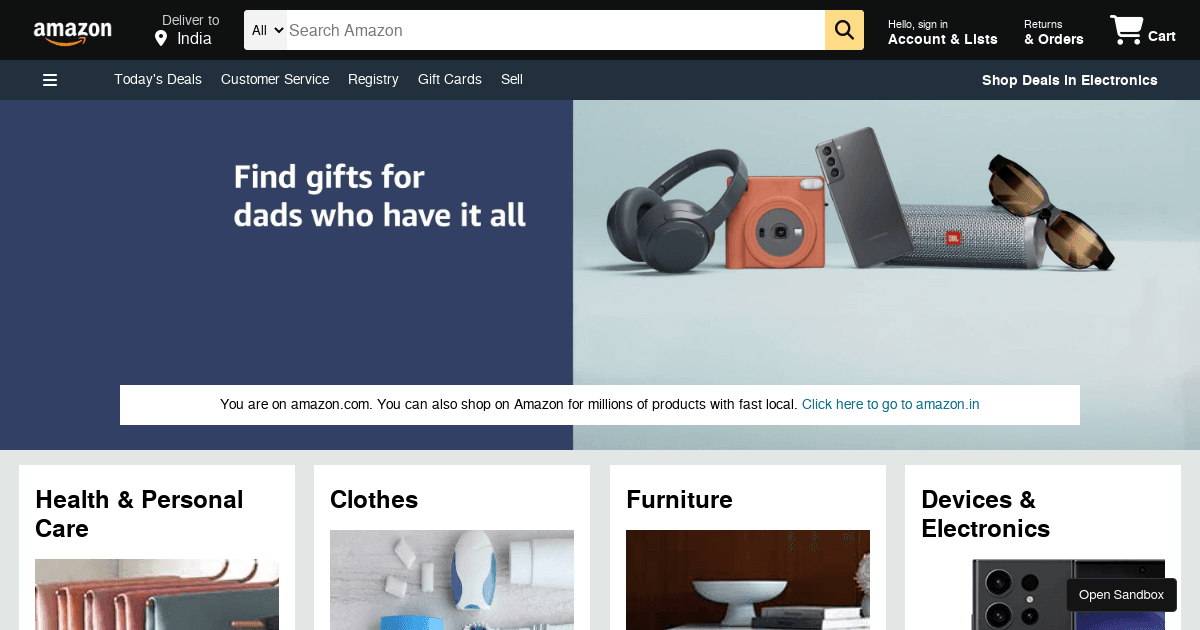 amazon
Deliver to
India
All
Search Amazon
Hello, sign in
Account & Lists
Returns
& Orders
Cart
Today's Deals
Customer Service
Registry
Gift Cards
Sell
Shop Deals in Electronics
Find gifts for
dads who have it all
JBL
You are on amazon.com. You can also shop on Amazon for millions of products with fast local. Click here to go to amazon.in
Health & Personal
Care
Clothes
Furniture
Devices &
Electronics
Open Sandbox